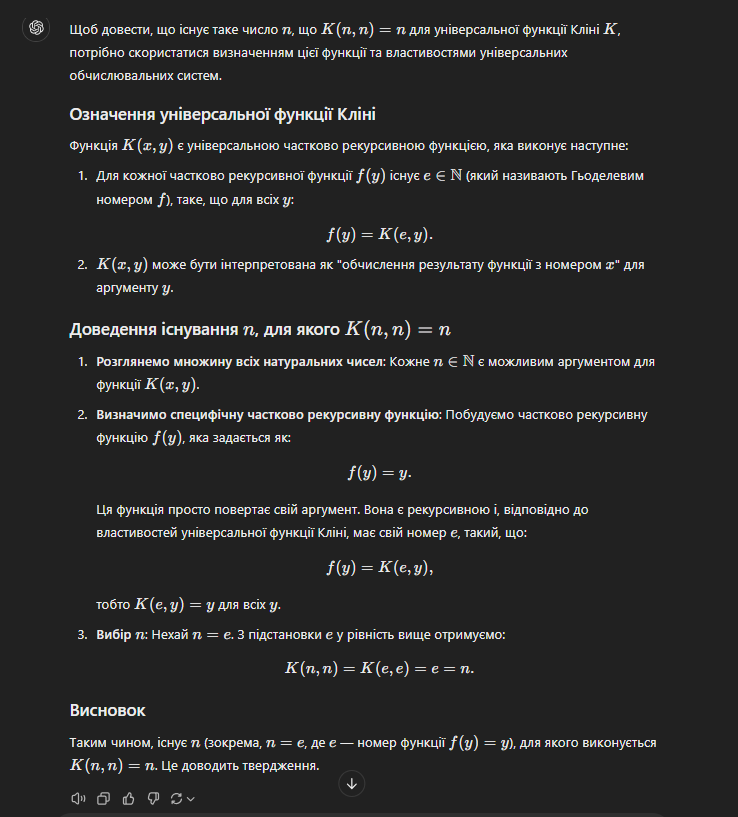 Щоб довести, що існує таке число n, що K(n, n) = n для універсальної функції Кліні K,
потрібно скористатися визначенням цієї функції та властивостями універсальних
обчислювальних систем.
Означення універсальної функції Кліні
Функція K(x, y) є універсальною частково рекурсивною функцією, яка виконує наступне:
1. Для кожної частково рекурсивної функції f(y) існує e ∈ ℕ (який називають Гьоделевим
номером f), таке, що для всіх y:
f(y) = K(e, y).
2. K(x, y) може бути інтерпретована як "обчислення результату функції з номером x" для
аргументу y.
Доведення існування n, для якого K(n, n) = n
1. Розглянемо множину всіх натуральних чисел: Кожне n ∈ ℕ є можливим аргументом для
функції K(x, y).
2. Визначимо специфічну частково рекурсивну функцію: Побудуємо частково рекурсивну
функцію f(y), яка задається як:
f(y) = y.
Ця функція просто повертає свій аргумент. Вона є рекурсивною і, відповідно до
властивостей універсальної функції Кліні, має свій номер e, такий, що:
f(y) = K(e, y),
тобто K(e, y) = y для всіх y.
3. Вибір n: Нехай n = e. З підстановки e у рівність вище отримуємо:
K(n, n) = K(e, e) = e = n.
Висновок
Таким чином, існує n (зокрема, n = e, де e — номер функції f(y) = y), для якого виконується
K(n, n) = n. Це доводить твердження.